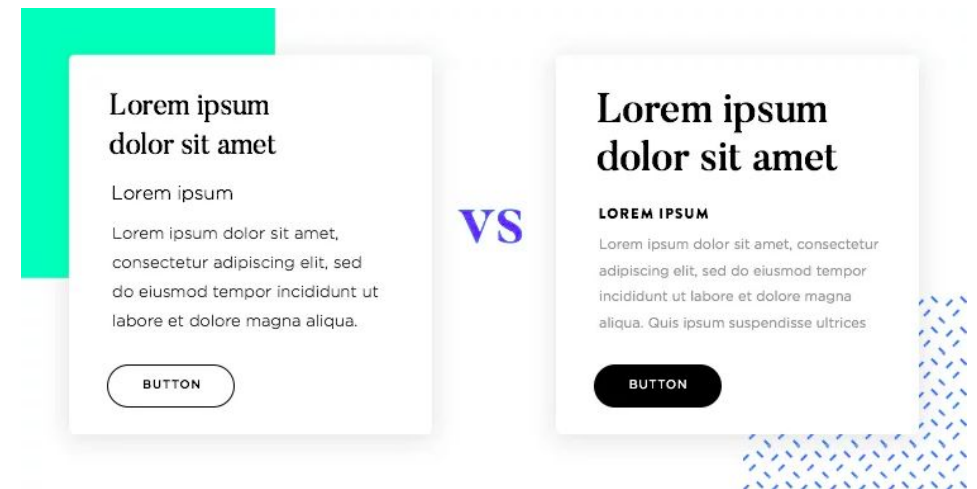 Lorem ipsum
dolor sit amet
Lorem ipsum
Lorem ipsum dolor sit amet,
consectetur adipiscing elit, sed
do eiusmod tempor incididunt ut
labore et dolore magna aliqua.
BUTTON
vs
Lorem ipsum
dolor sit amet
LOREM IPSUM
Lorem ipsum dolor sit amet, consectetur
adipiscing elit, sed do eiusmod tempor
incididunt ut labore et dolore magna
aliqua. Quis ipsum suspendisse ultrices
BUTTON